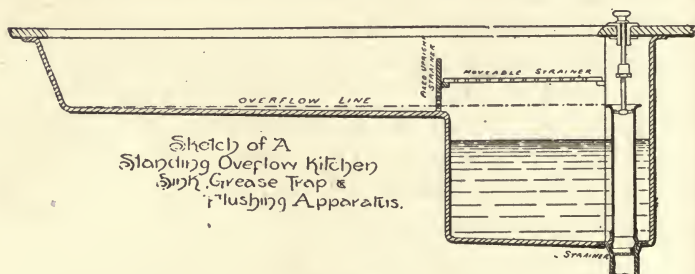 FIXED UPRIGHT
STRAINER
MOVEABLE STRAINER
OVERFLOW LINE
Sketch of A
Standing Overflow Kitchen
Sink, Grease Trap &
Flushing Apparatus.
STRAINER